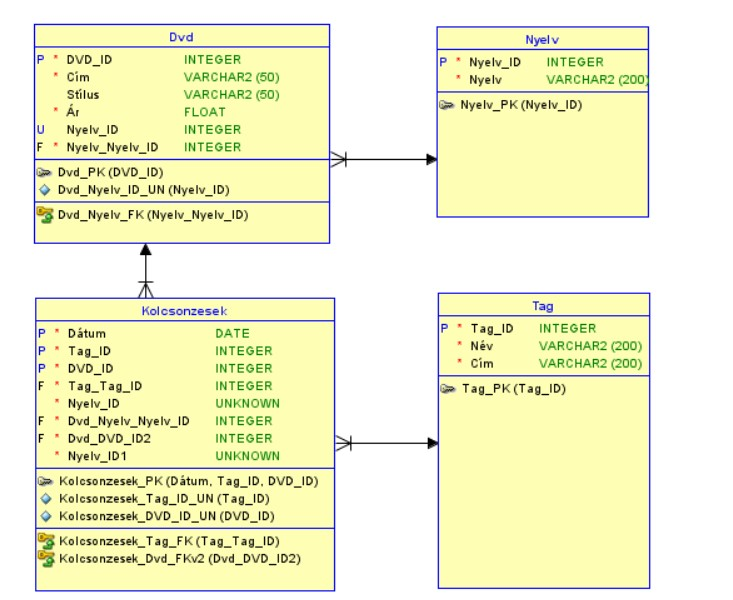 Dvd
P * DVD_ID INTEGER
* Cím VARCHAR2 (50)
Stílus VARCHAR2 (50)
* Ár FLOAT
U Nyelv_ID INTEGER
F * Nyelv_Nyelv_ID INTEGER
Dvd_PK (DVD_ID)
Dvd_Nyelv_ID_UN (Nyelv_ID)
Dvd_Nyelv_FK (Nyelv_Nyelv_ID)
Nyelv
P * Nyelv_ID INTEGER
* Nyelv VARCHAR2 (200)
Nyelv_PK (Nyelv_ID)
Kolcsonzesek
P * Dátum DATE
P * Tag_ID INTEGER
P * DVD_ID INTEGER
F * Tag_Tag_ID INTEGER
* Nyelv_ID UNKNOWN
F * Dvd_Nyelv_Nyelv_ID INTEGER
F * Dvd_DVD_ID2 INTEGER
* Nyelv_ID1 UNKNOWN
Kolcsonzesek_PK (Dátum, Tag_ID, DVD_ID)
Kolcsonzesek_Tag_ID_UN (Tag_ID)
Kolcsonzesek_DVD_ID_UN (DVD_ID)
Kolcsonzesek_Tag_FK (Tag_Tag_ID)
Kolcsonzesek_Dvd_FKv2 (Dvd_DVD_ID2)
Tag
P * Tag_ID INTEGER
* Név VARCHAR2 (200)
* Cím VARCHAR2 (200)
Tag_PK (Tag_ID)